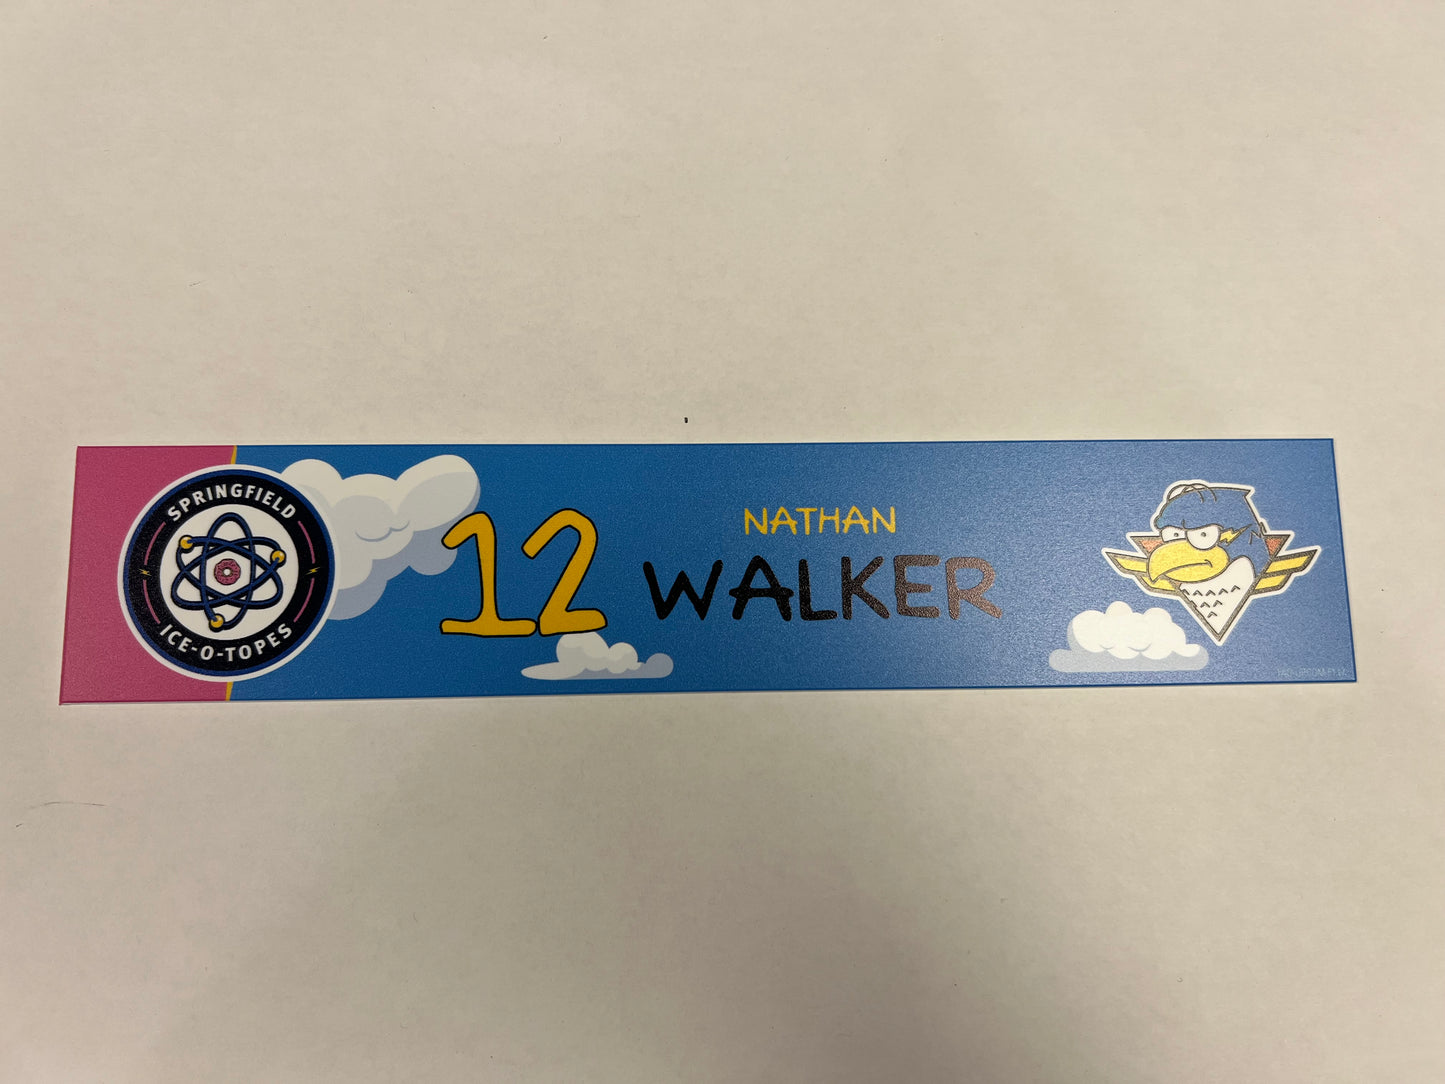 SPRINGFIELD
ICE-O-TOPES
12
NATHAN
WALKER